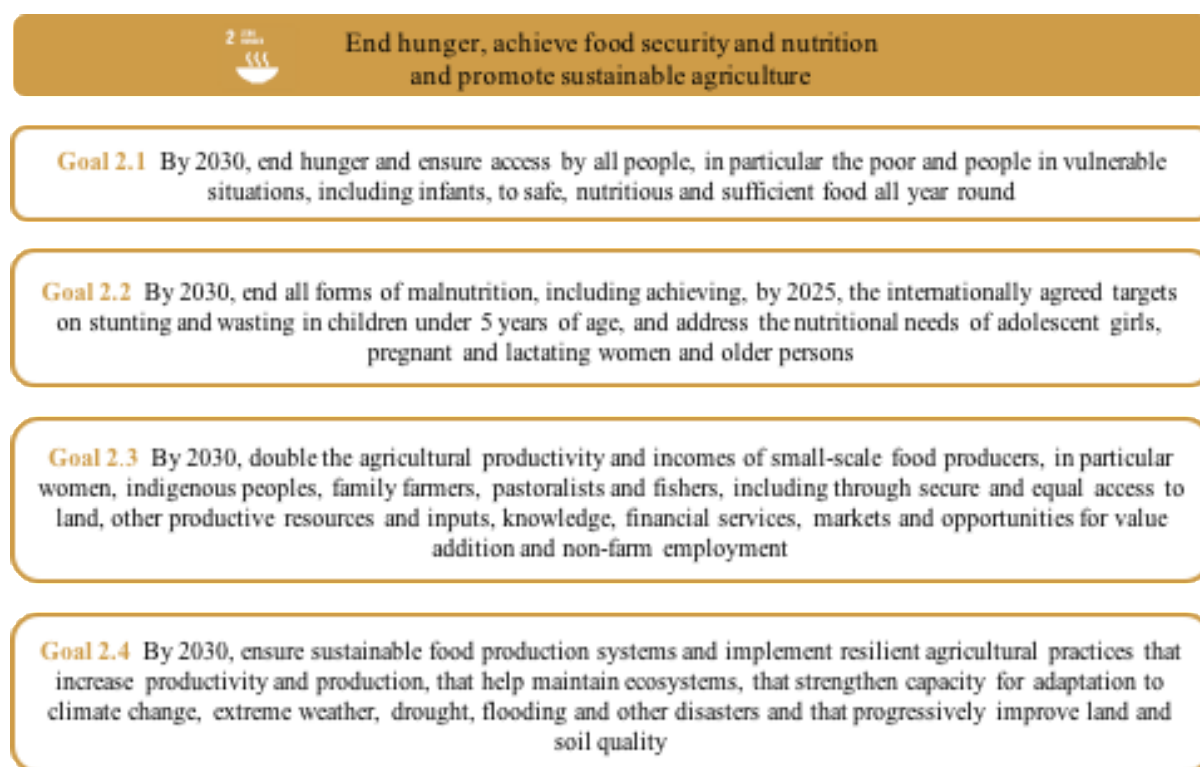 2
End hunger, achieve food security and nutrition
and promote sustainable agriculture
Goal 2.1 By 2030, end hunger and ensure access by all people, in particular the poor and people in vulnerable
situations, including infants, to safe, nutritious and sufficient food all year round
Goal 2.2 By 2030, end all forms of malnutrition, including achieving, by 2025, the internationally agreed targets
on stunting and wasting in children under 5 years of age, and address the nutritional needs of adolescent girls,
pregnant and lactating women and older persons
Goal 2.3 By 2030, double the agricultural productivity and incomes of small-scale food producers, in particular
women, indigenous peoples, family farmers, pastoralists and fishers, including through secure and equal access to
land, other productive resources and inputs, knowledge, financial services, markets and opportunities for value
addition and non-farm employment
Goal 2.4 By 2030, ensure sustainable food production systems and implement resilient agricultural practices that
increase productivity and production, that help maintain ecosystems, that strengthen capacity for adaptation to
climate change, extreme weather, drought, flooding and other disasters and that progressively improve land and
soil quality